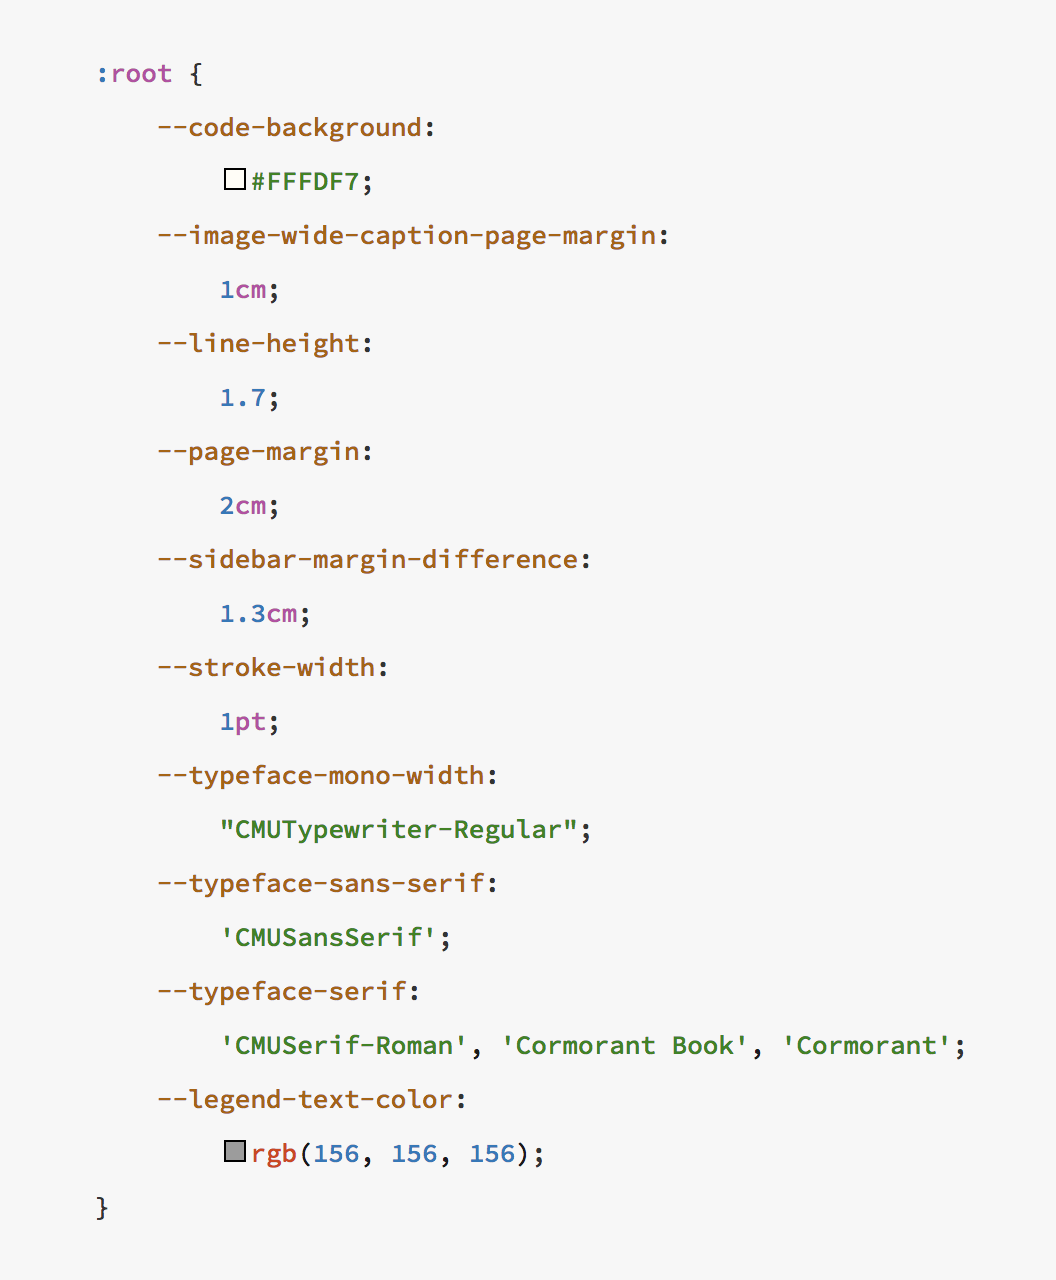 :root {
--code-background:
#FFFDF7;
--image-wide-caption-page-margin:
1cm;
--line-height:
1.7;
--page-margin:
2cm;
--sidebar-margin-difference:
1.3cm;
--stroke-width:
1pt;
--typeface-mono-width:
"CMUTypewriter-Regular";
--typeface-sans-serif:
'CMUSansSerif';
--typeface-serif:
'CMUSerif-Roman', 'Cormorant Book', 'Cormorant';
--legend-text-color:
rgb(156, 156, 156);
}